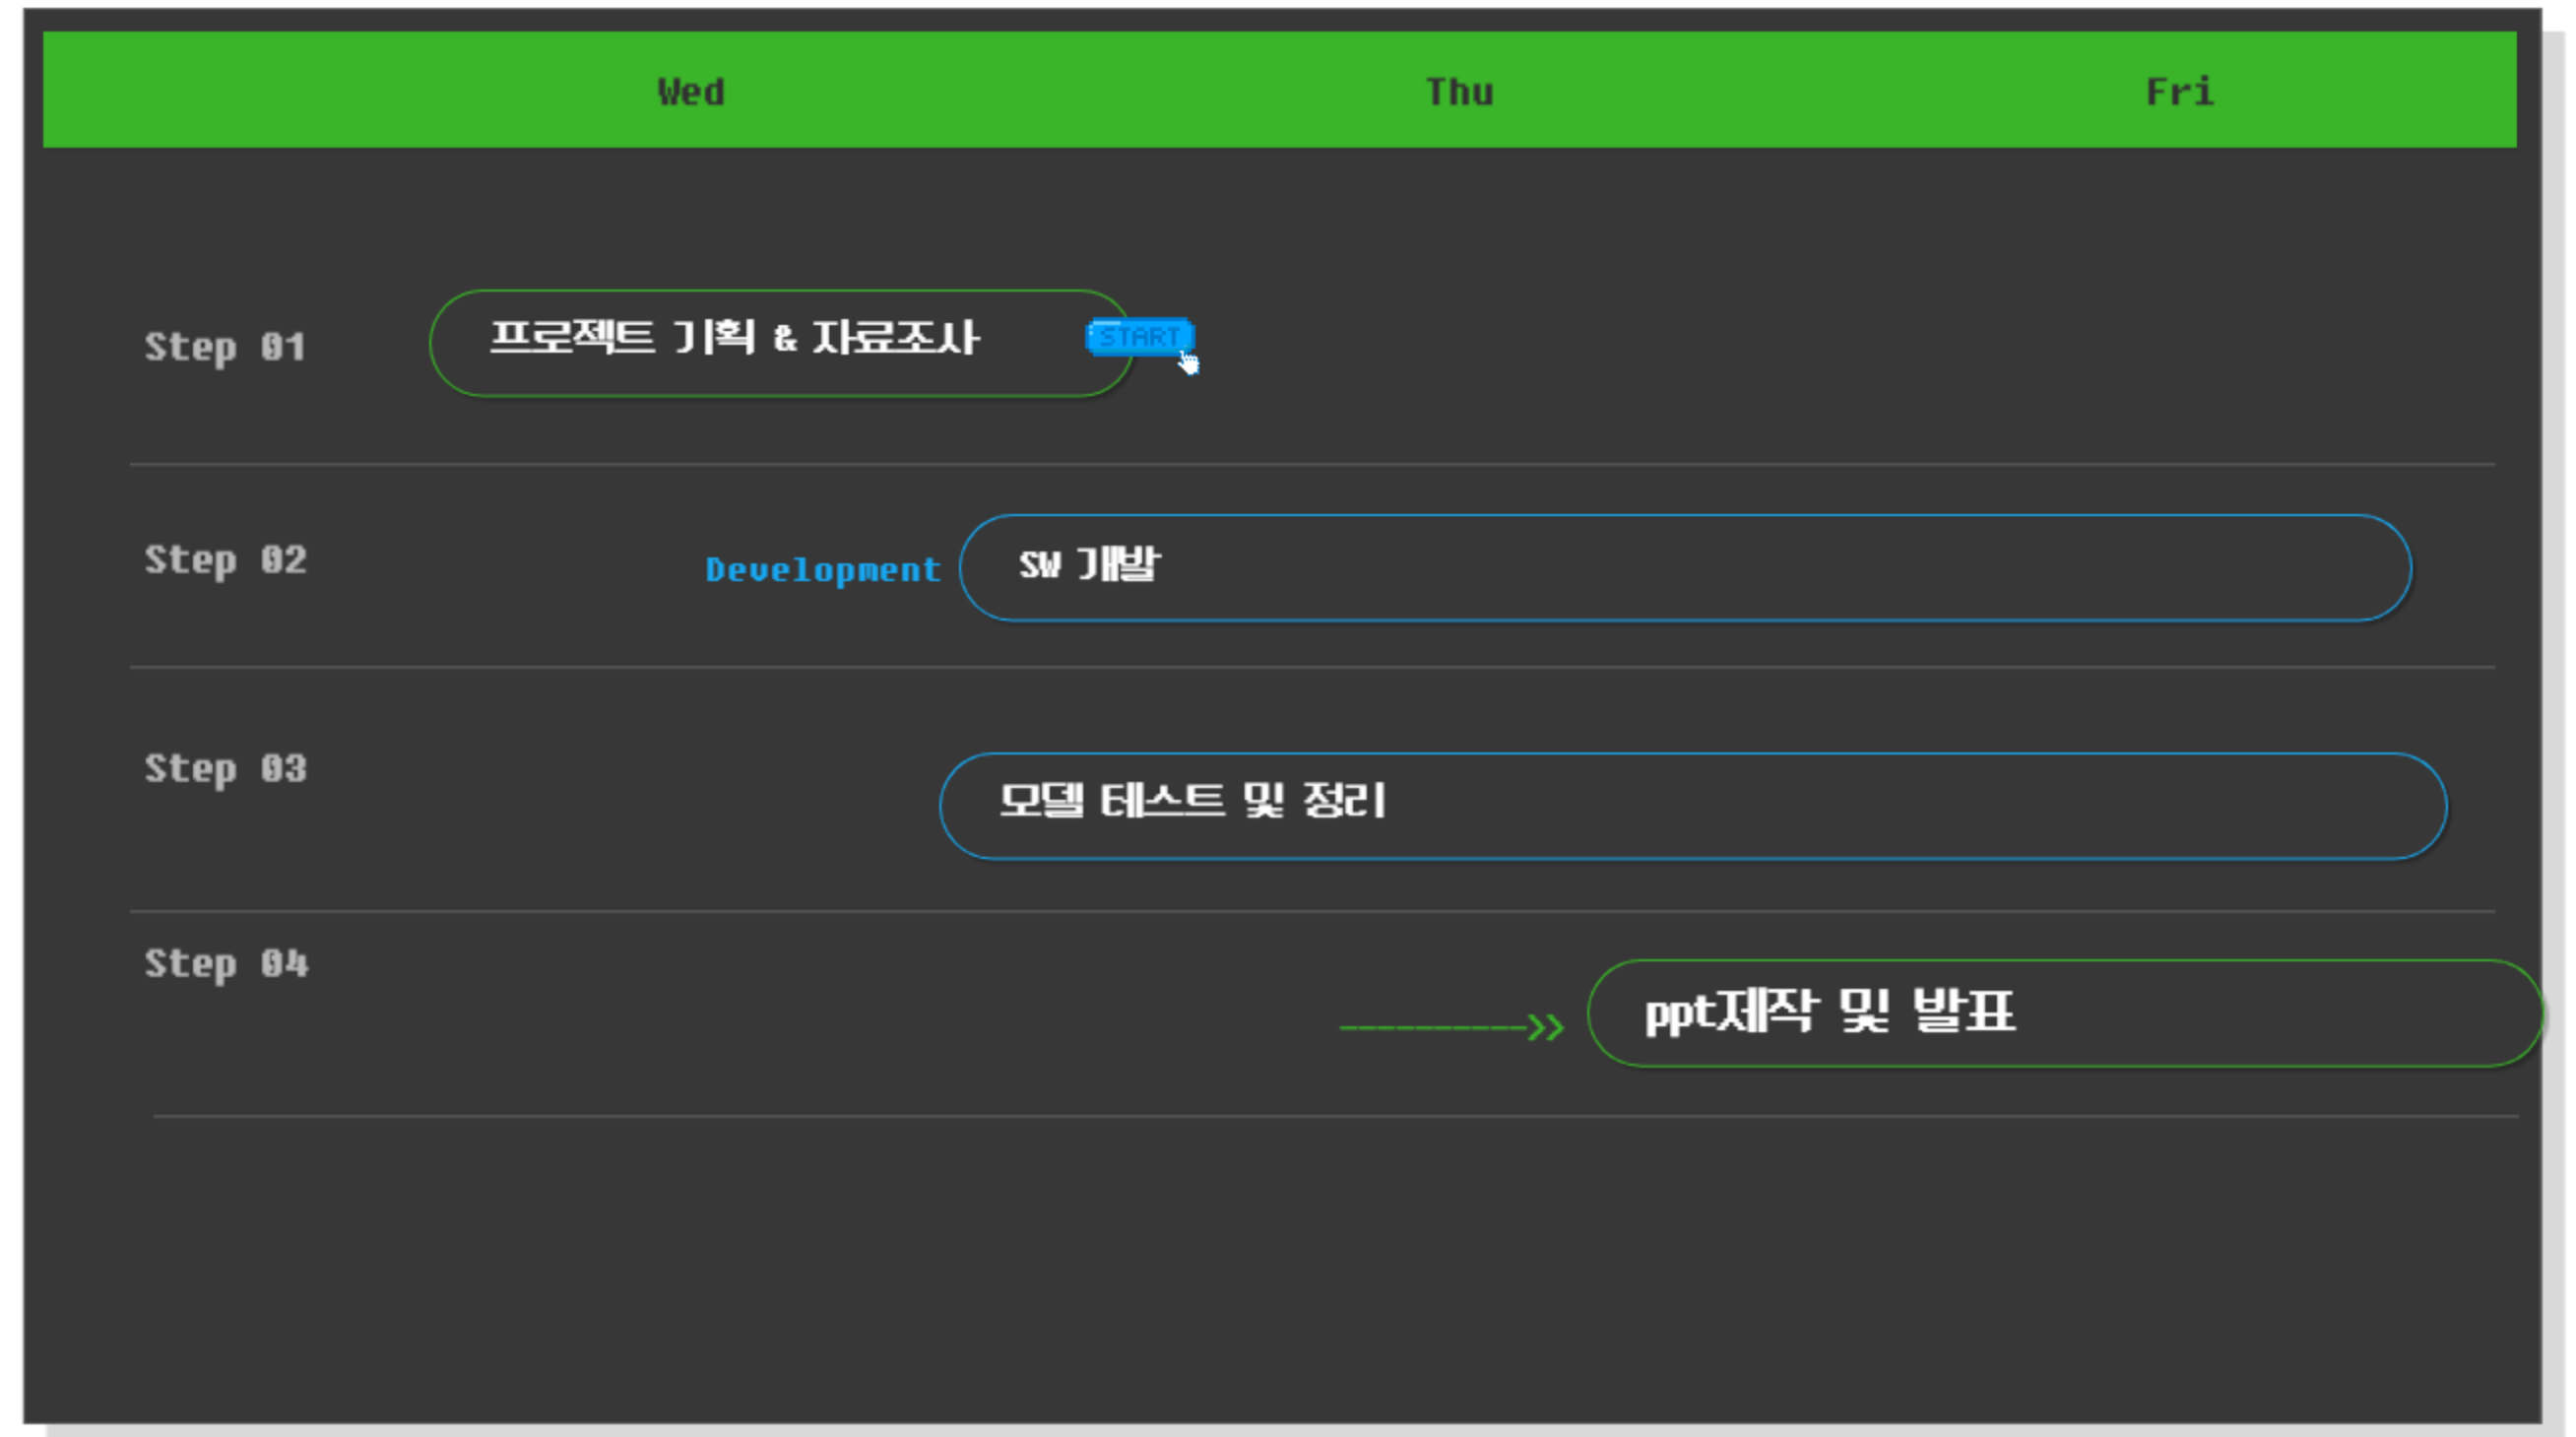 Wed Thu Fri
Step 01
프로젝트 기획 & 자료조사
START
Step 02
Development
SW 개발
Step 03
모델 테스트 및 정리
Step 04
---------->>
ppt제작 및 발표